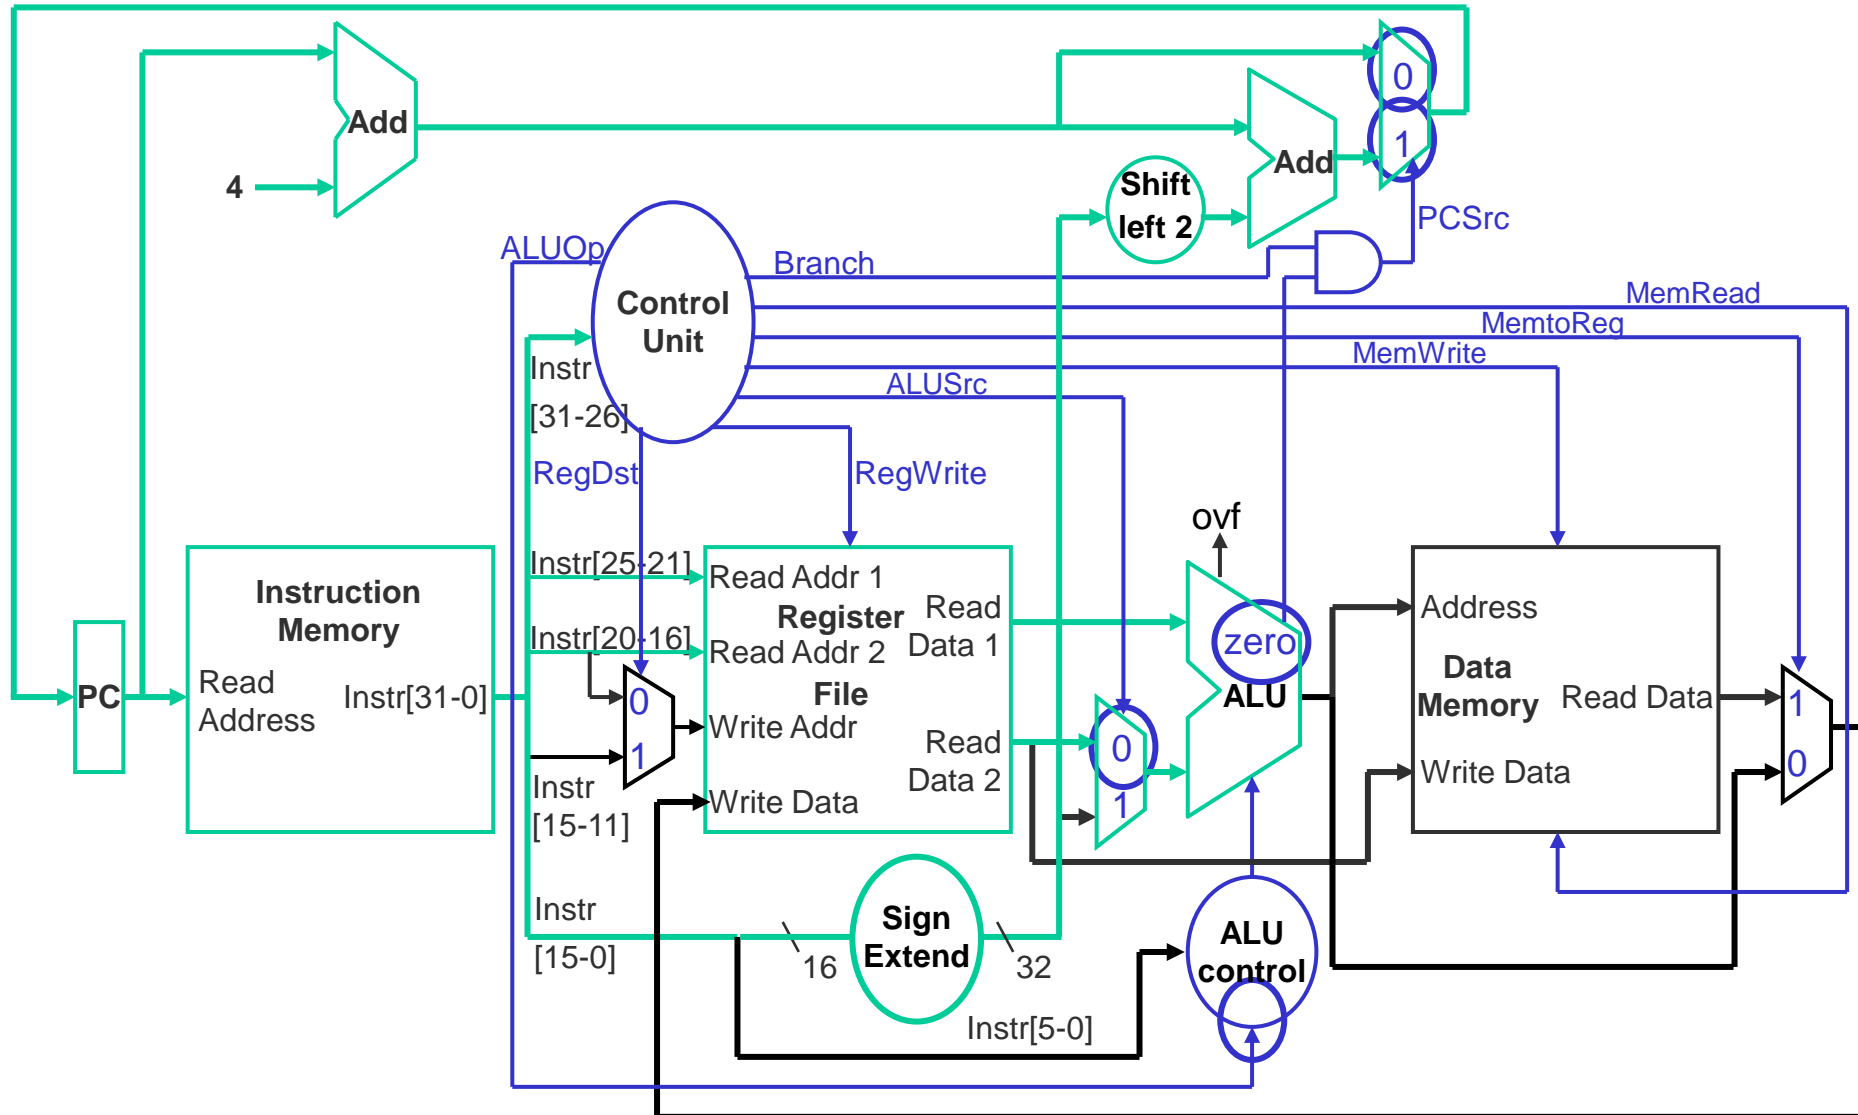 0
Add
1
Add
4
Shift
left 2
PCSrc
ALUOp
Branch
MemRead
Control
Unit
MemtoReg
MemWrite
Instr
[31-26]
ALUSrc
RegDst
RegWrite
ovf
Instr[25-21]
Read Addr 1
Instruction
Memory
Register
Read
Data 1
Address
Instr[20-16]
Read Addr 2
zero
Data
Memory
PC
Read
Address
Instr[31-0]
File
ALU
Read Data
0
1
Write Addr
1
Read
Data 2
0
1
0
Write Data
Instr
[15-11]
Write Data
Instr
[15-0]
Sign
Extend
16
32
ALU
control
Instr[5-0]